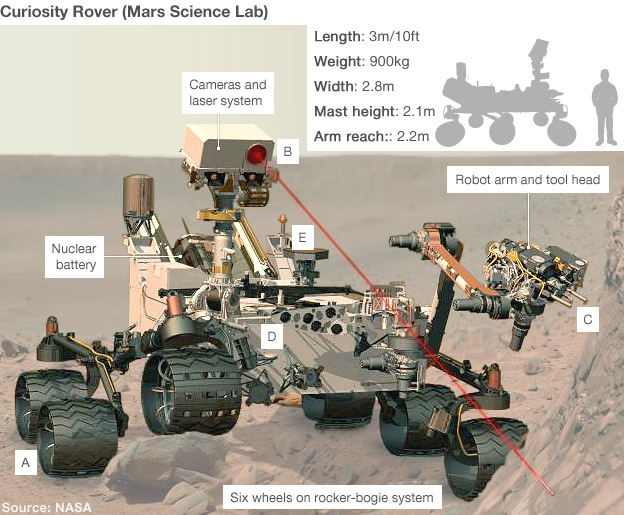 Curiosity Rover (Mars Science Lab)
Length: 3m/10ft
Weight: 900kg
Width: 2.8m
Mast height: 2.1m
Arm reach:: 2.2m
Cameras and
laser system
B
Robot arm and tool head
E
Nuclear
battery
C
D
A
Six wheels on rocker-bogie system
Source: NASA